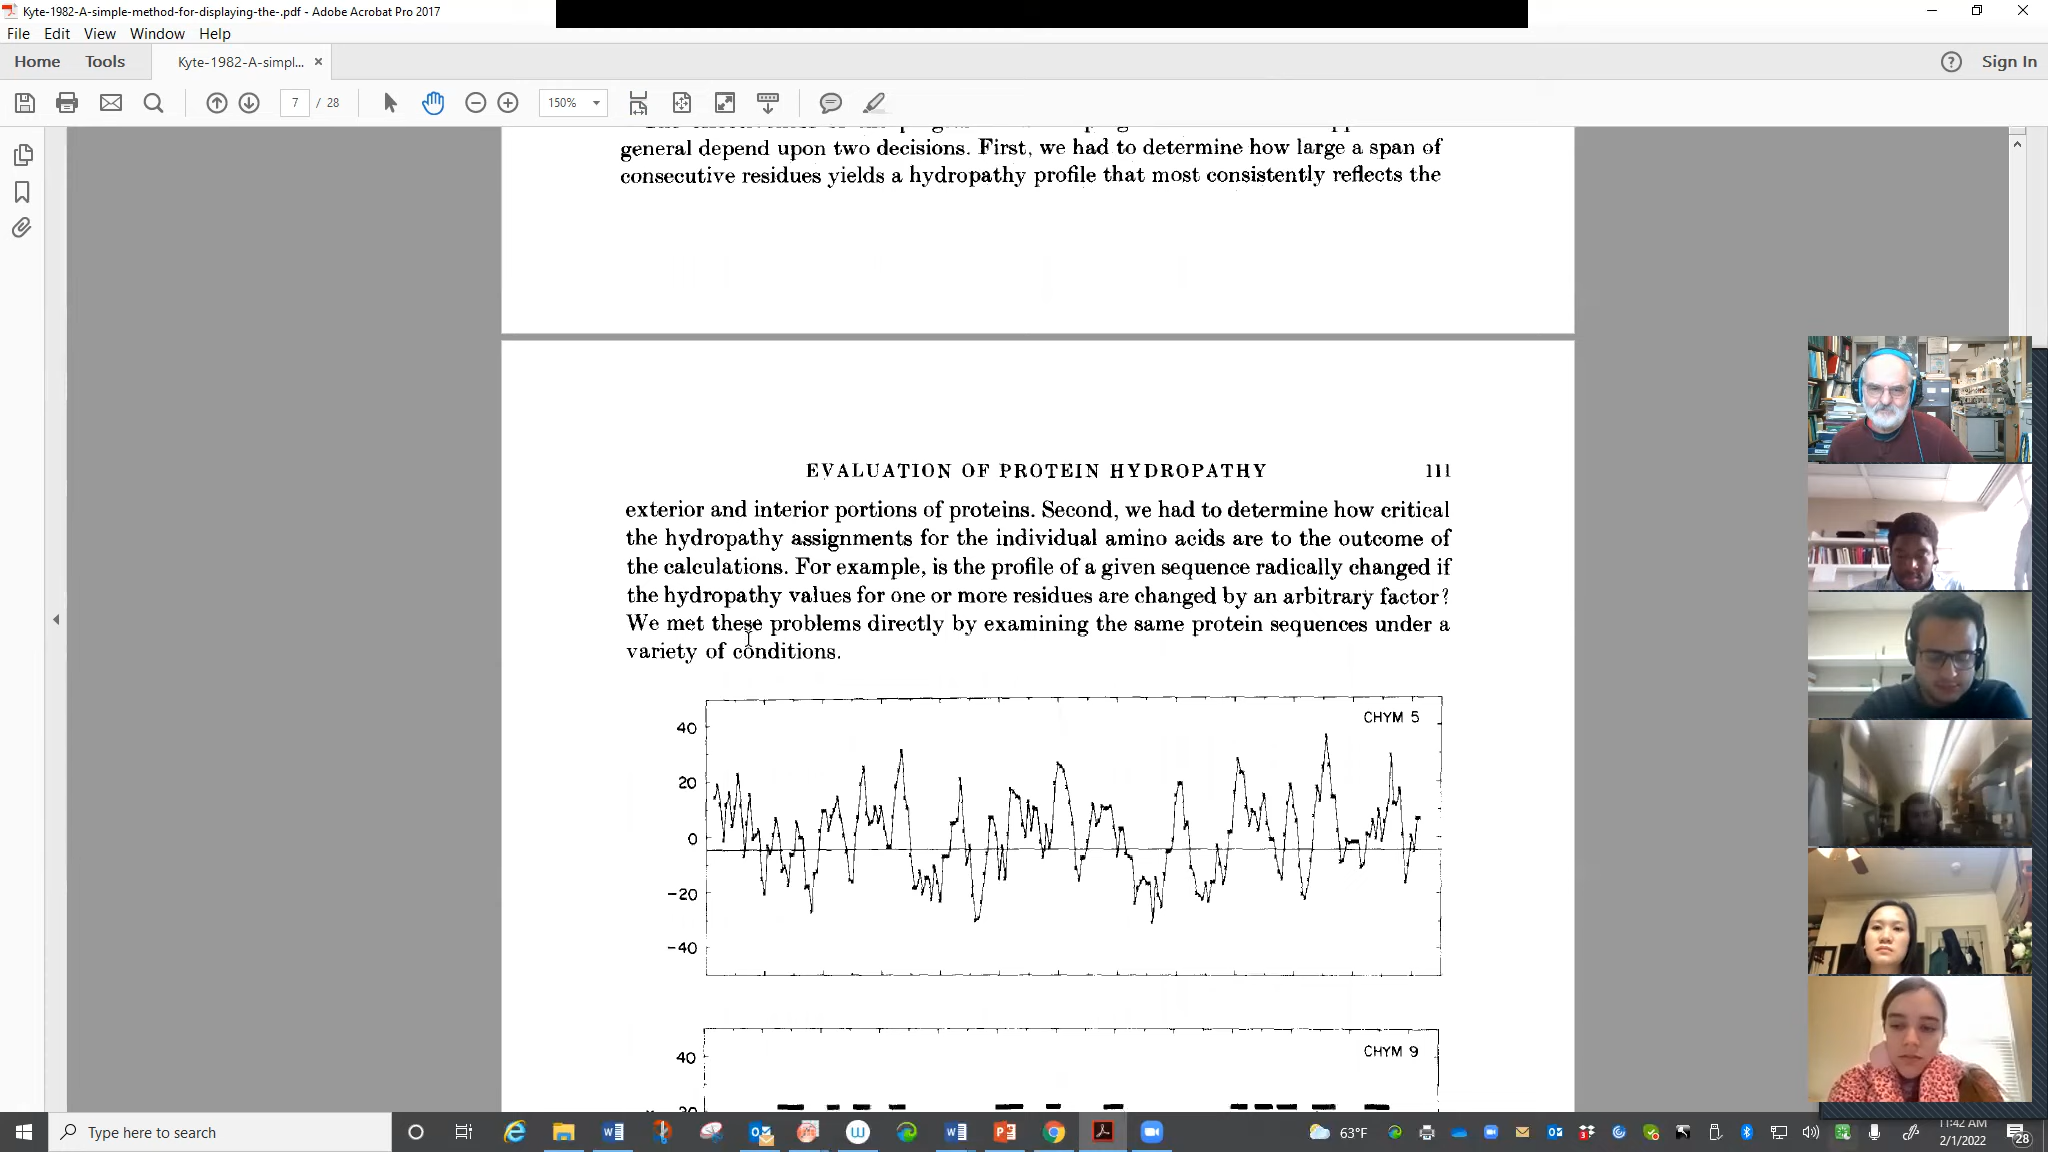 Kyte-1982-A-simple-method-for-displaying-the-.pdf - Adobe Acrobat Pro 2017
File Edit View Window Help
Home Tools Kyte-1982-A-simpl... × Sign In
7 / 28 150%
general depend upon two decisions. First, we had to determine how large a span of
consecutive residues yields a hydropathy profile that most consistently reflects the
EVALUATION OF PROTEIN HYDROPATHY 111
exterior and interior portions of proteins. Second, we had to determine how critical
the hydropathy assignments for the individual amino acids are to the outcome of
the calculations. For example, is the profile of a given sequence radically changed if
the hydropathy values for one or more residues are changed by an arbitrary factor?
We met these problems directly by examining the same protein sequences under a
variety of conditions.
CHYM 5
40
20
0
-20
-40
CHYM 9
40
Type here to search
63°F
11:42 AM
2/1/2022
28